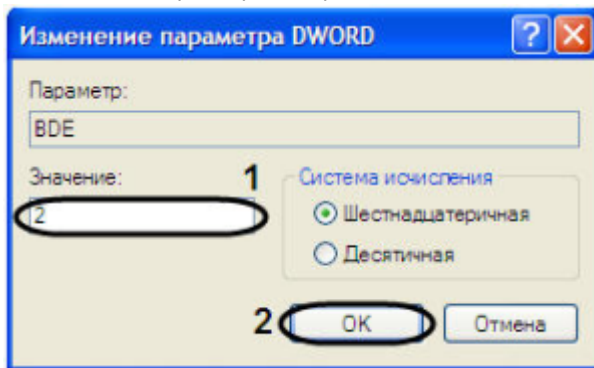 Изменение параметра DWORD
Параметр:
BDE
Значение:
1
Система исчисления
2
Шестнадцатеричная
Десятичная
2
OK
Отмена